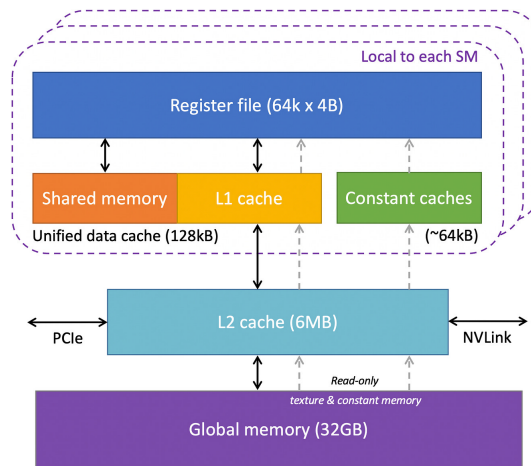 Local to each SM
Register file (64k x 4B)
Shared memory
L1 cache
Constant caches
Unified data cache (128kB)
(~64kB)
L2 cache (6MB)
PCIe
NVLink
Read-only
texture & constant memory
Global memory (32GB)